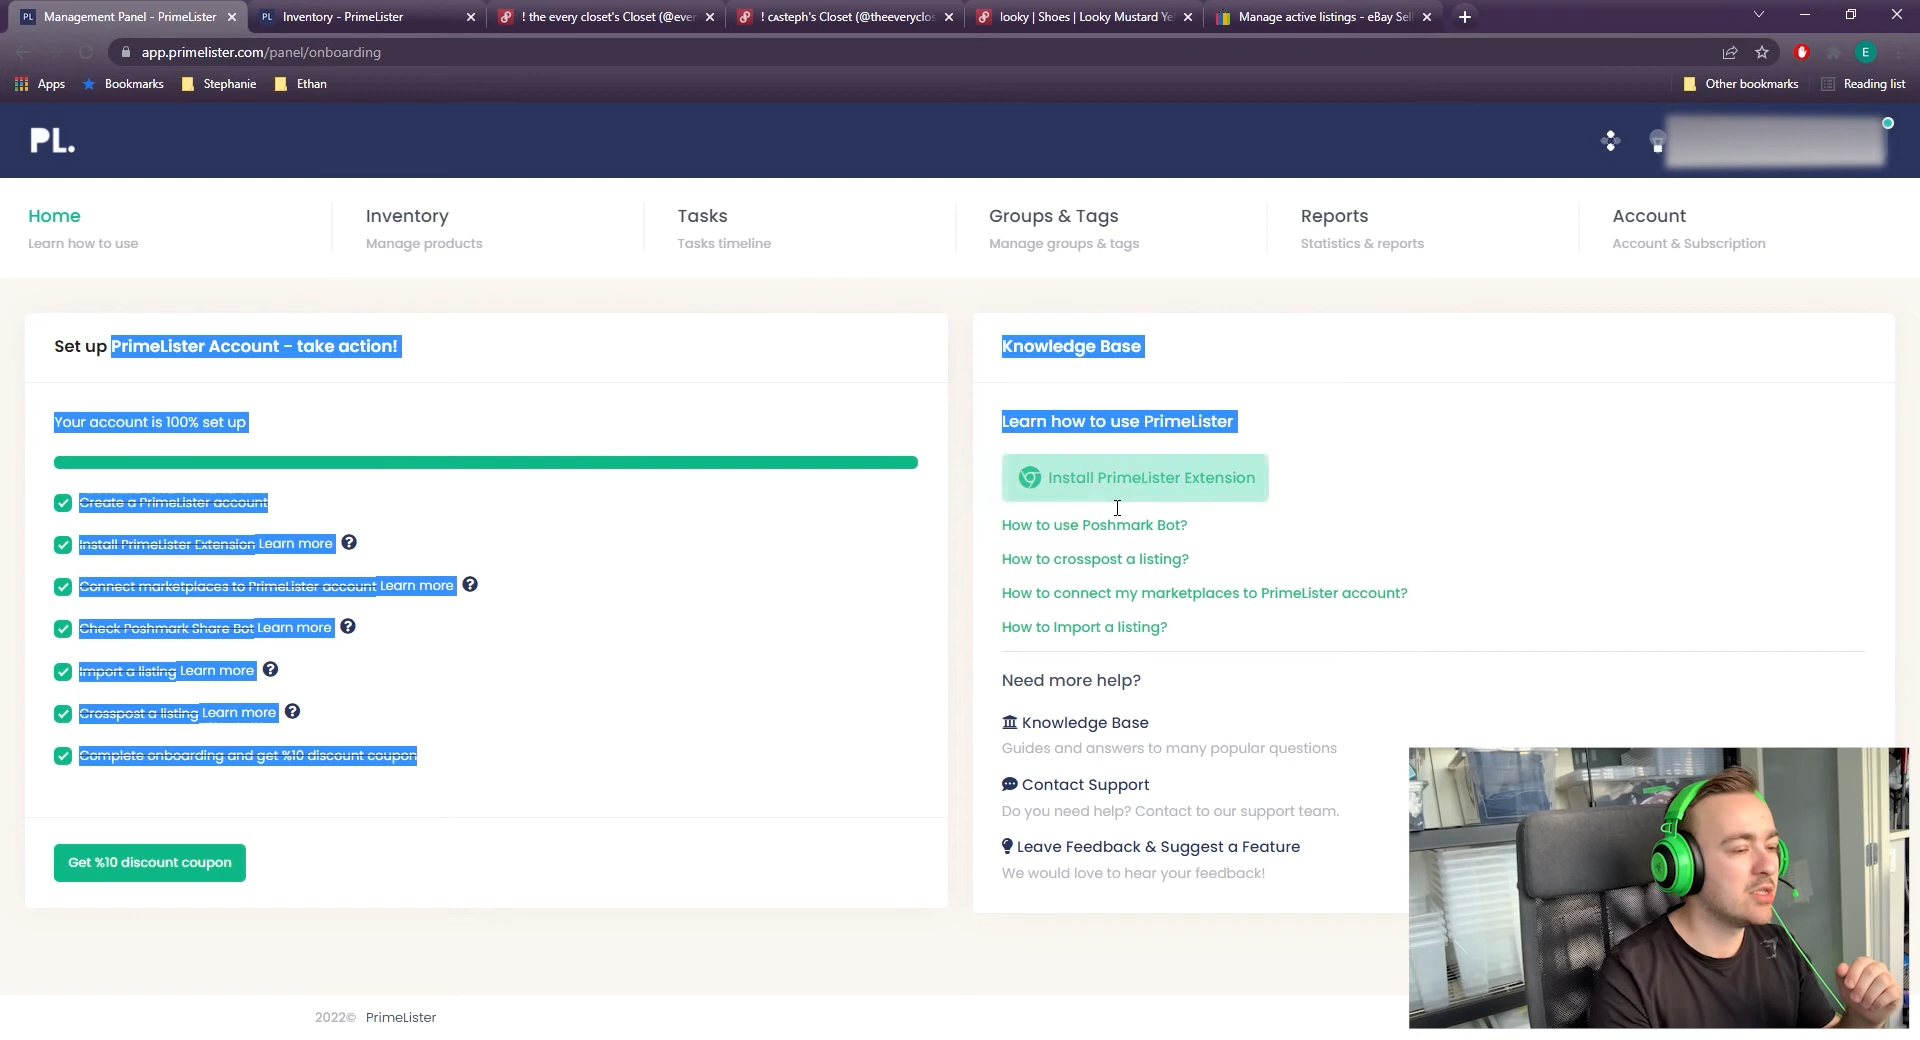 Management Panel - PrimeLister
Inventory - PrimeLister
! the every closet's Closet (@ever
! cᴀsteph's Closet (@theeveryclos
looky | Shoes | Looky Mustard Ye
Manage active listings - eBay Sell
app.primelister.com/panel/onboarding
E
Apps
Bookmarks
Stephanie
Ethan
Other bookmarks
Reading list
PL.
Home
Learn how to use
Inventory
Manage products
Tasks
Tasks timeline
Groups & Tags
Manage groups & tags
Reports
Statistics & reports
Account
Account & Subscription
Set up PrimeLister Account - take action!
Your account is 100% set up
Create a PrimeLister account
Install PrimeLister Extension Learn more
Connect marketplaces to PrimeLister account Learn more
Check Poshmark Share Bot Learn more
Import a listing Learn more
Crosspost a listing Learn more
Complete onboarding and get %10 discount coupon
Get %10 discount coupon
Knowledge Base
Learn how to use PrimeLister
Install PrimeLister Extension
How to use Poshmark Bot?
How to crosspost a listing?
How to connect my marketplaces to PrimeLister account?
How to Import a listing?
Need more help?
Knowledge Base
Guides and answers to many popular questions
Contact Support
Do you need help? Contact to our support team.
Leave Feedback & Suggest a Feature
We would love to hear your feedback!
2022© PrimeLister